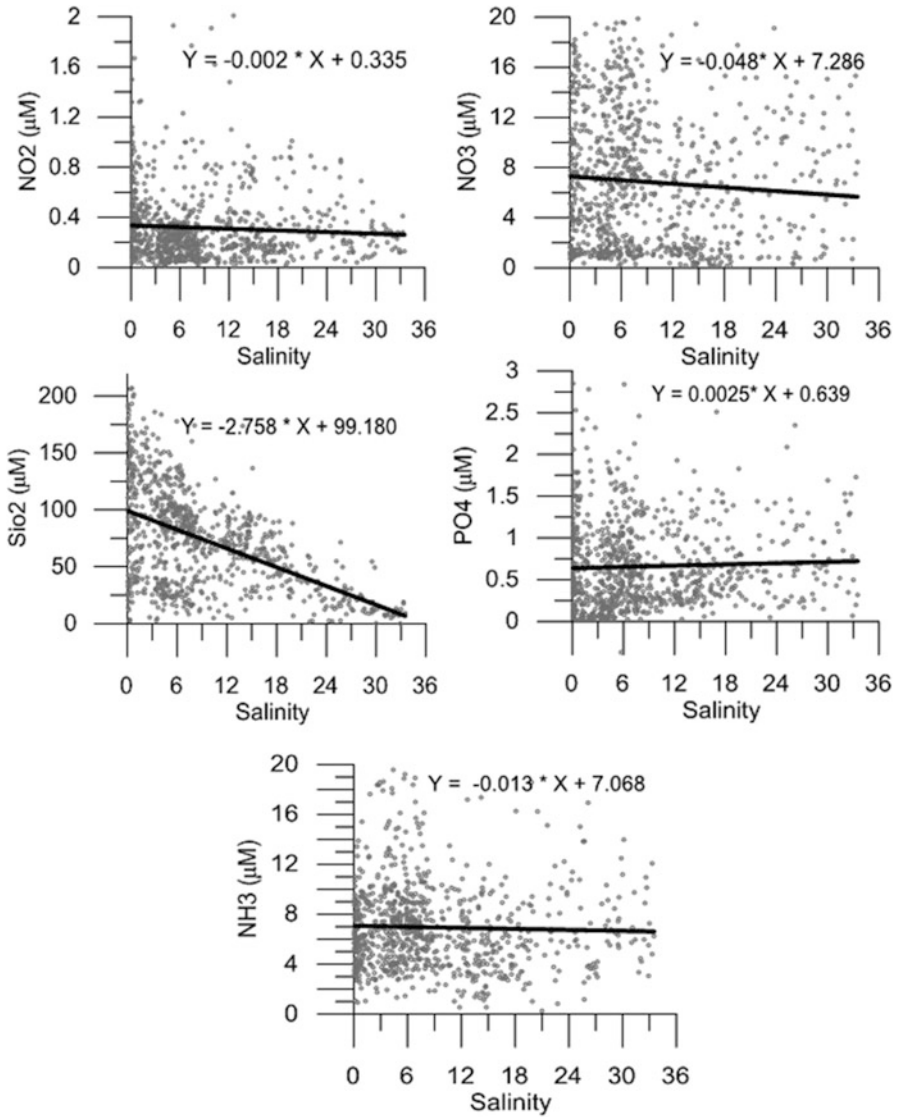 2
1.6
1.2
0.8
0.4
0
NO2 (μM)
Y = -0.002 * X + 0.335
0 6 12 18 24 30 36
Salinity
20
16
12
8
4
0
NO3 (μM)
Y = -0.048* X + 7.286
0 6 12 18 24 30 36
Salinity
200
150
100
50
0
Sio2 (μM)
Y = -2.758 * X + 99.180
0 6 12 18 24 30 36
Salinity
3
2.5
2
1.5
1
0.5
0
PO4 (μM)
Y = 0.0025* X + 0.639
0 6 12 18 24 30 36
Salinity
20
16
12
8
4
0
NH3 (μM)
Y = -0.013 * X + 7.068
0 6 12 18 24 30 36
Salinity